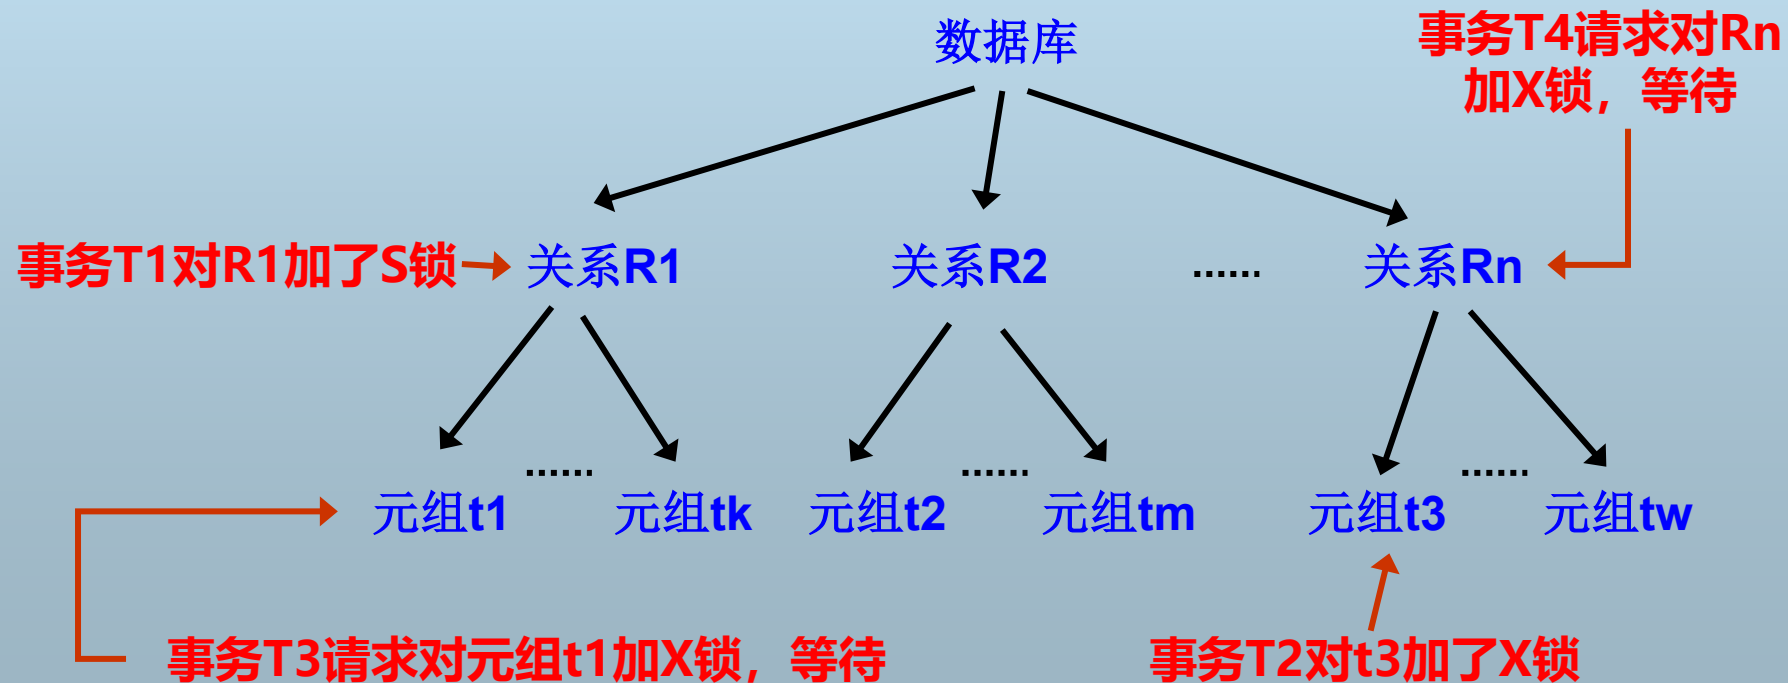 数据库
事务T4请求对Rn
加X锁，等待
事务T1对R1加了S锁
关系R1
关系R2
......
关系Rn
......
......
......
元组t1
元组tk
元组t2
元组tm
元组t3
元组tw
事务T3请求对元组t1加X锁，等待
事务T2对t3加了X锁